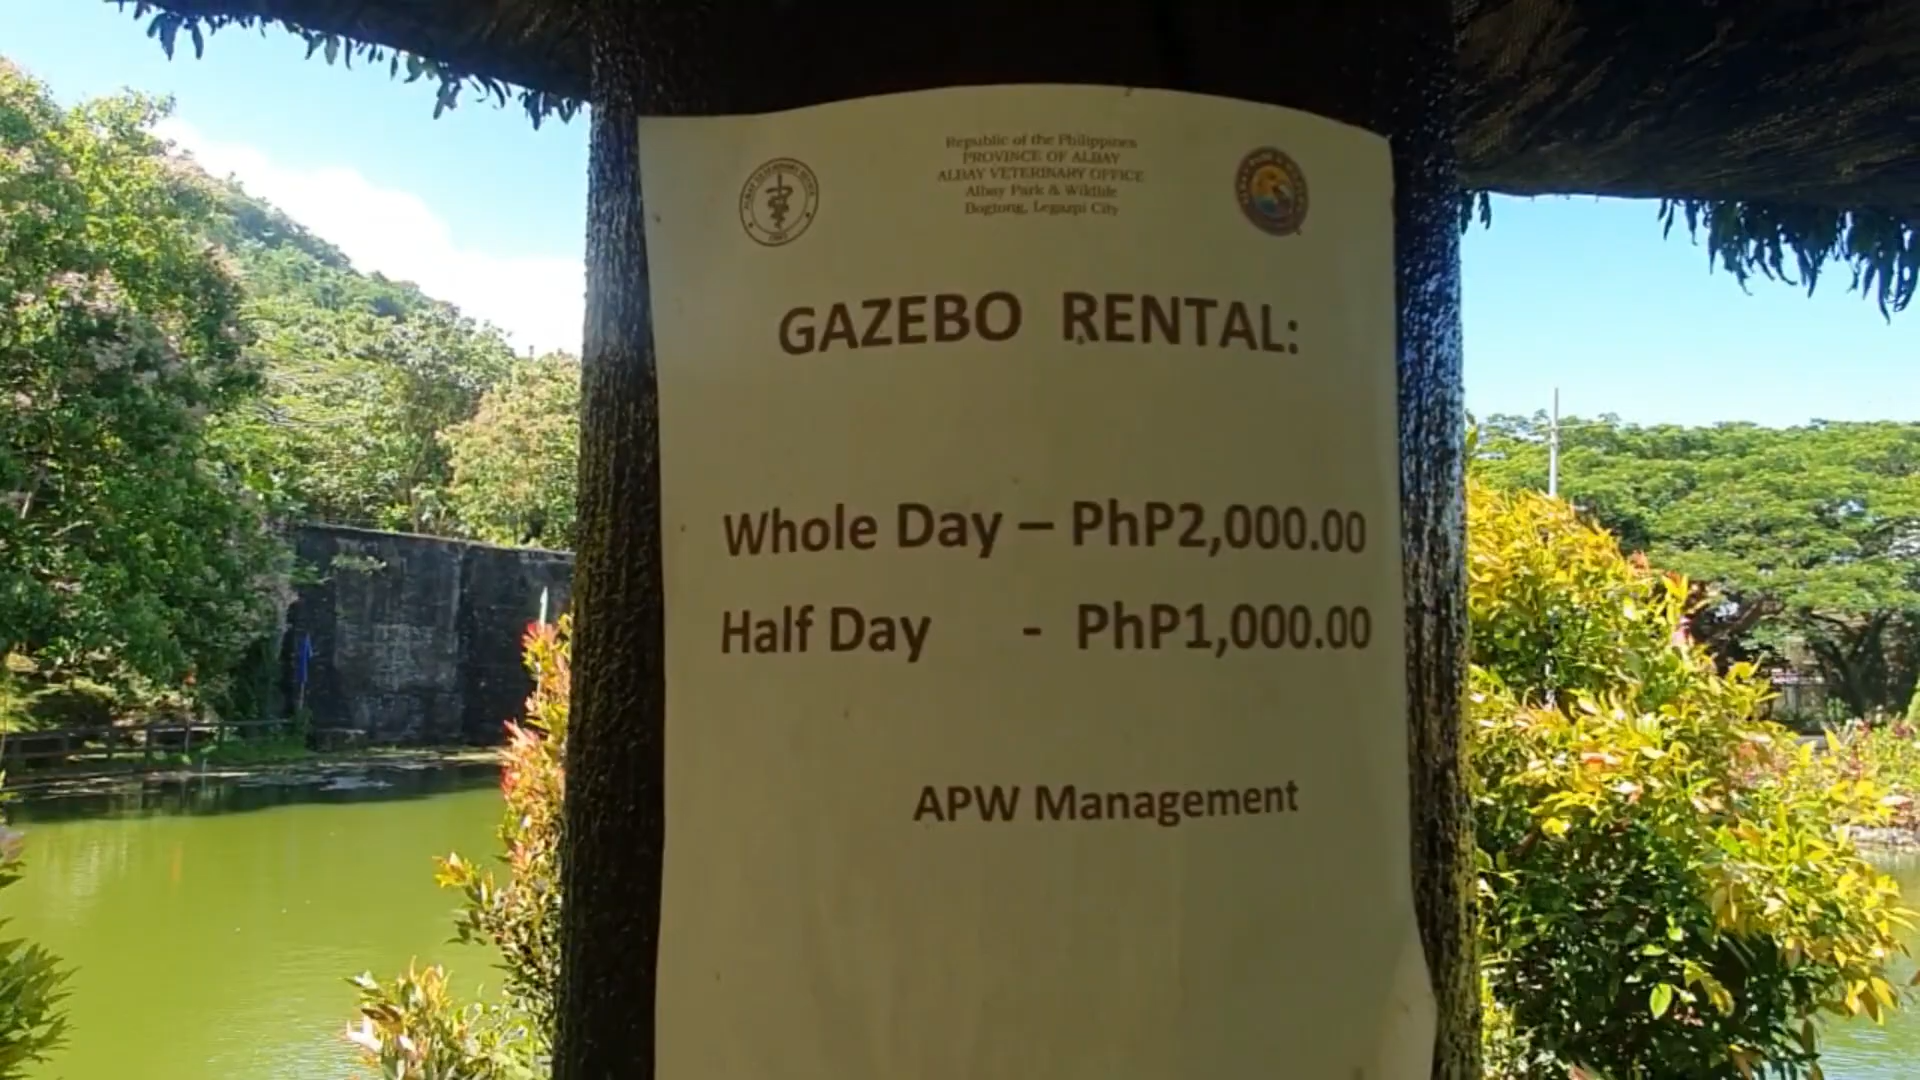 Republic of the Philippines
PROVINCE OF ALBAY
ALBAY VETERINARY OFFICE
Albay Park & Wildlife
Bogtong, Legazpi City
GAZEBO RENTAL:
Whole Day – PhP2,000.00
Half Day - PhP1,000.00
APW Management